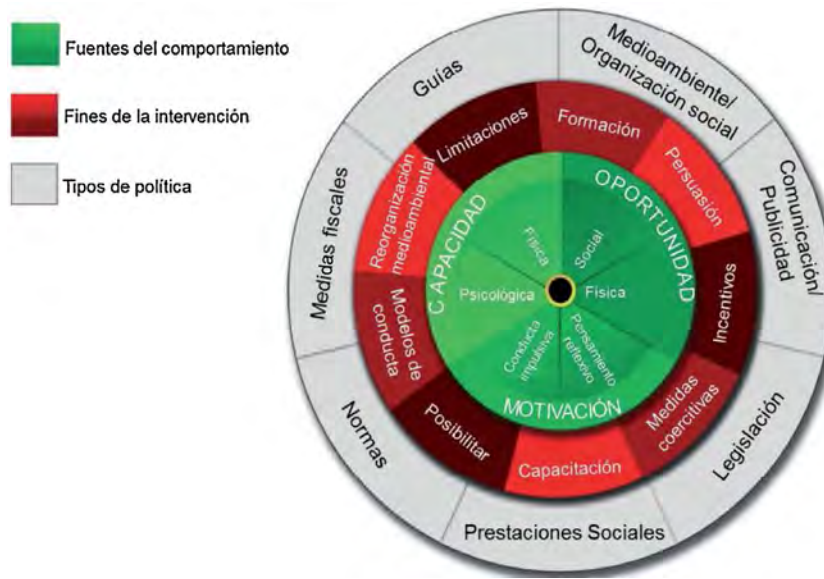 Fuentes del comportamiento
Fines de la intervención
Tipos de política
Guías
Medioambiente/
Organización social
Comunicación/
Publicidad
Legislación
Prestaciones Sociales
Normas
Medidas fiscales
Limitaciones
Formación
Persuasión
Incentivos
Medidas
coercitivas
Capacitación
Posibilitar
Modelos de
conducta
Reorganización
medioambiental
CAPACIDAD
OPORTUNIDAD
MOTIVACIÓN
Física
Social
Psicológica
Física
Conducta
impulsiva
Pensamiento
reflexivo